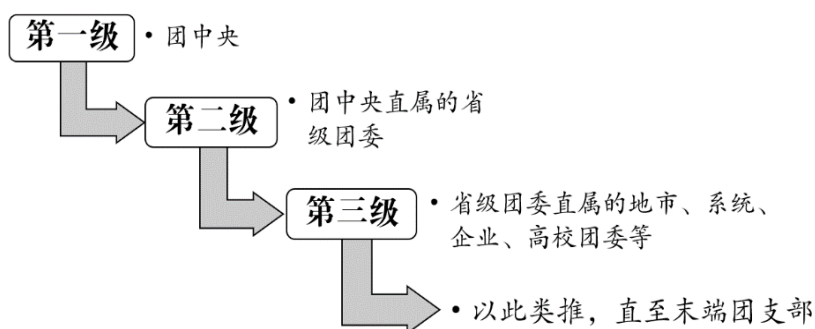 第一级
• 团中央
第二级
• 团中央直属的省
级团委
第三级
• 省级团委直属的地市、系统、
企业、高校团委等
• 以此类推，直至末端团支部